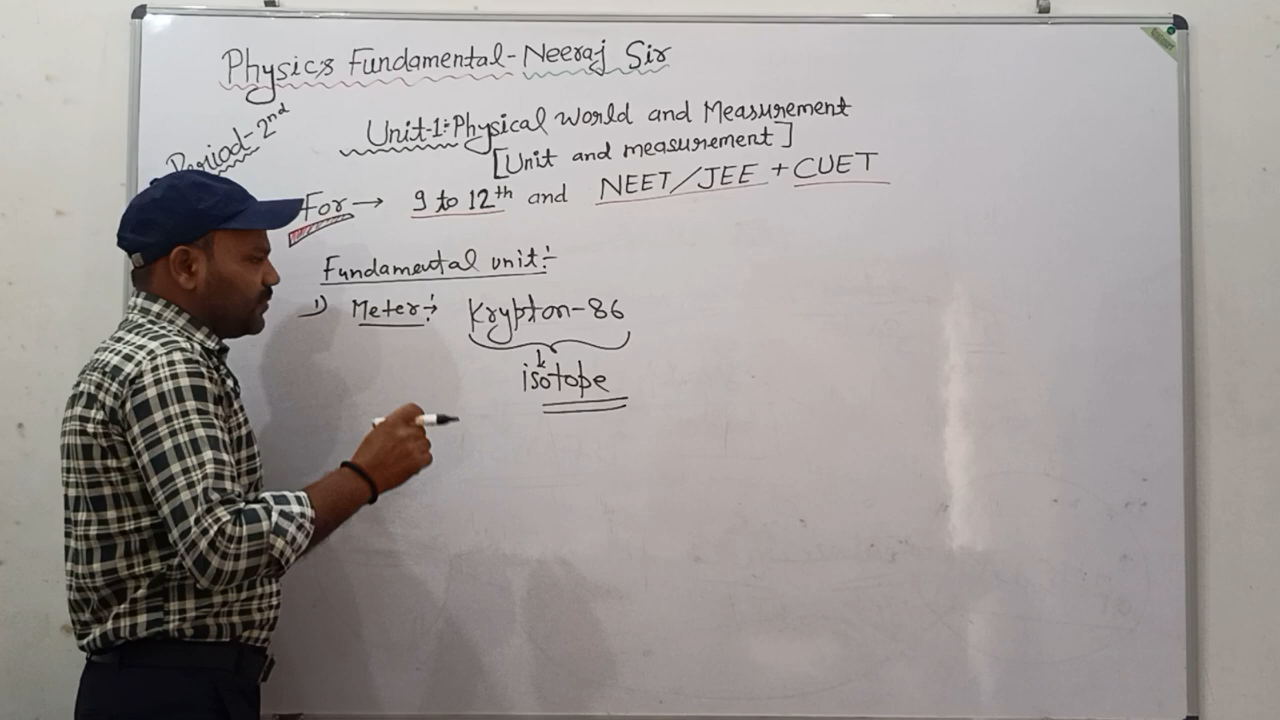 Physics Fundamental-Neeraj Sir
Period-2nd
Unit-1:Physical World and Measurement
[Unit and measurement]
For→ 9 to 12th and NEET/JEE + CUET
Fundamental unit:-
1) Meter:→ Krypton-86
isotope